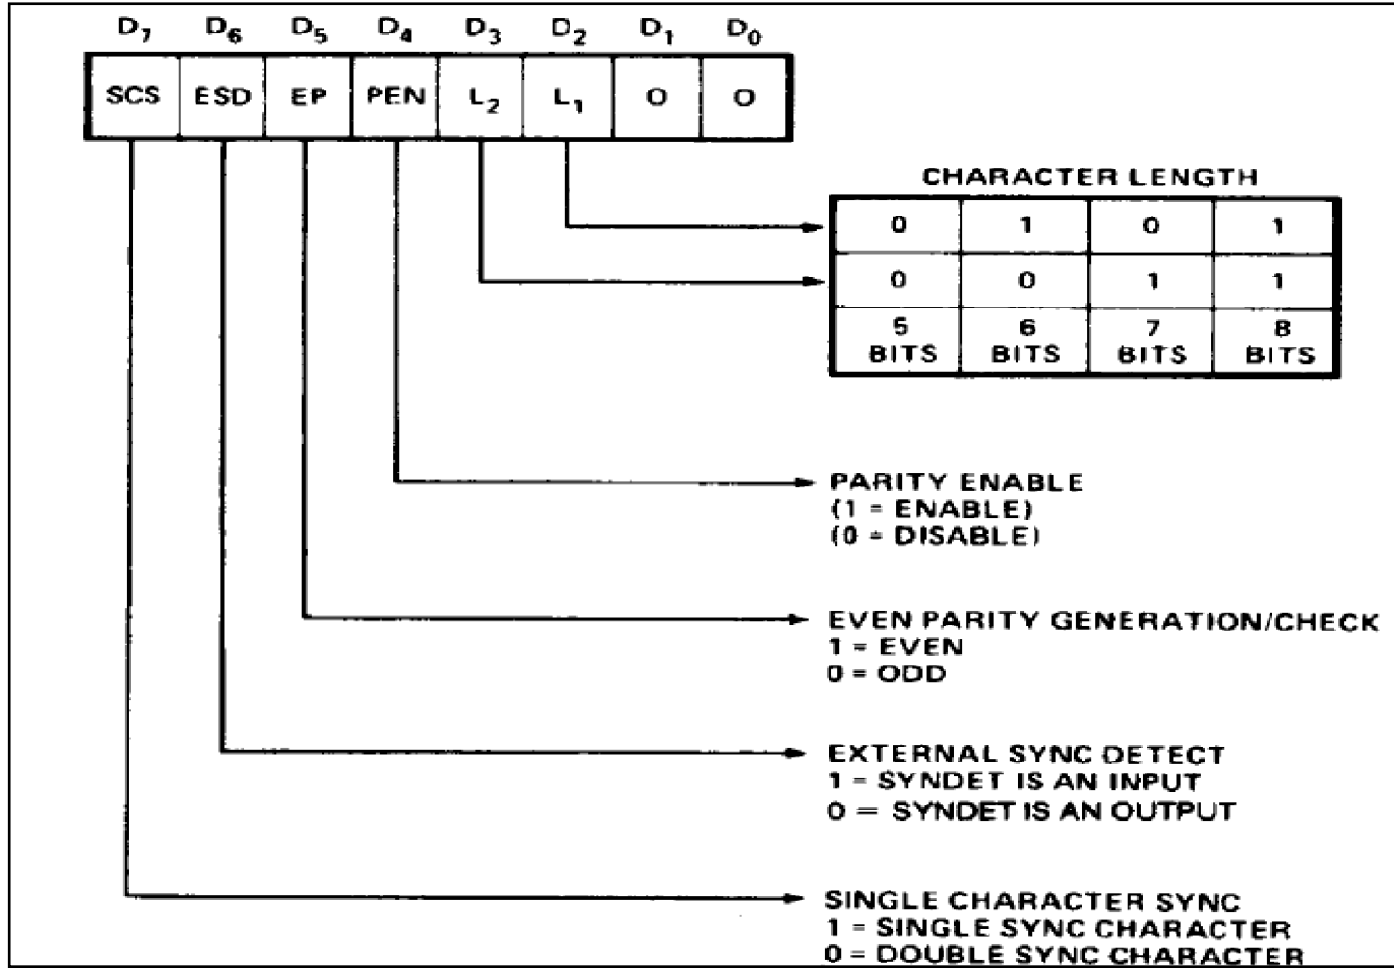 D7 D6 D5 D4 D3 D2 D1 D0
SCS ESD EP PEN L2 L1 0 0
CHARACTER LENGTH
0 1 0 1
0 0 1 1
5 BITS 6 BITS 7 BITS 8 BITS
PARITY ENABLE
(1 = ENABLE)
(0 = DISABLE)
EVEN PARITY GENERATION/CHECK
1 = EVEN
0 = ODD
EXTERNAL SYNC DETECT
1 = SYNDET IS AN INPUT
0 = SYNDET IS AN OUTPUT
SINGLE CHARACTER SYNC
1 = SINGLE SYNC CHARACTER
0 = DOUBLE SYNC CHARACTER